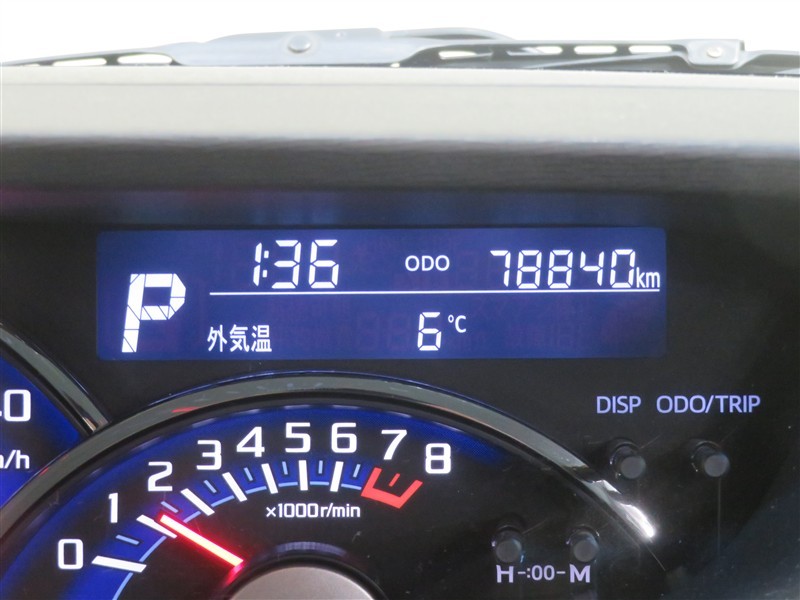 1:36 ODO 78840km
P
外気温 6℃
DISP ODO/TRIP
0 1 2 3 4 5 6 7 8
×1000r/min
H-:00-M